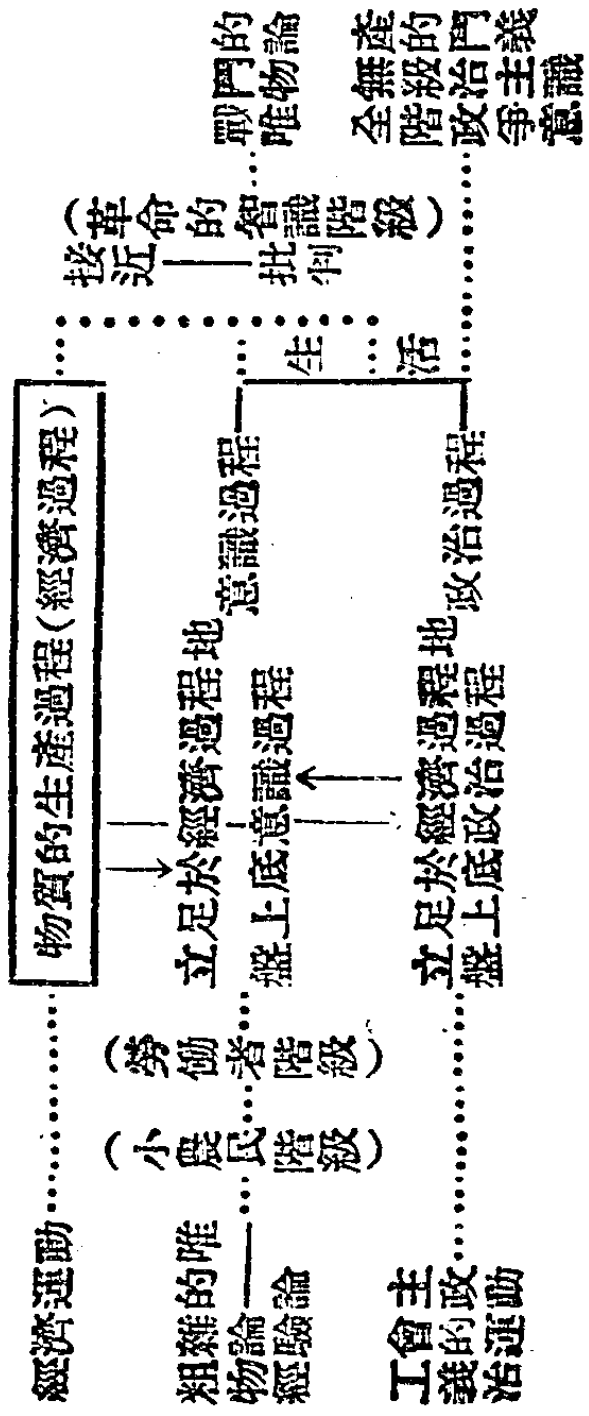 經濟運動
物質的生產過程(經濟過程)
粗雜的唯
物論
經驗論
(小農民階級)
(勞働者階級)
立足於經濟過程地
盤上底意識過程
意識過程
生活
接近
批判
(革命的智識階級)
戰鬥的
唯物論
工會主
義的政
治運動
立足於經濟過程地
盤上底政治過程
政治過程
全無產
階級的
政治鬥
爭主義
意識